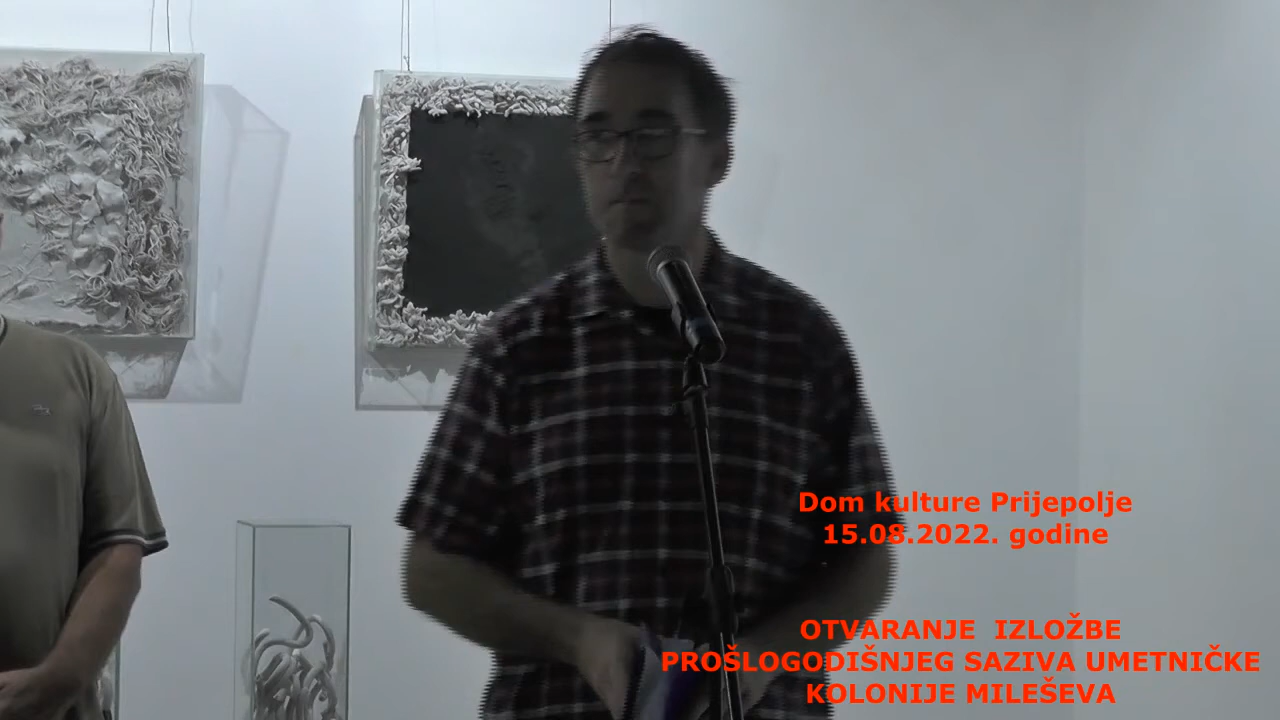 Dom kulture Prijepolje
15.08.2022. godine
OTVARANJE IZLOŽBE
PROŠLOGODIŠNJEG SAZIVA UMETNIČKE
KOLONIJE MILEŠEVA